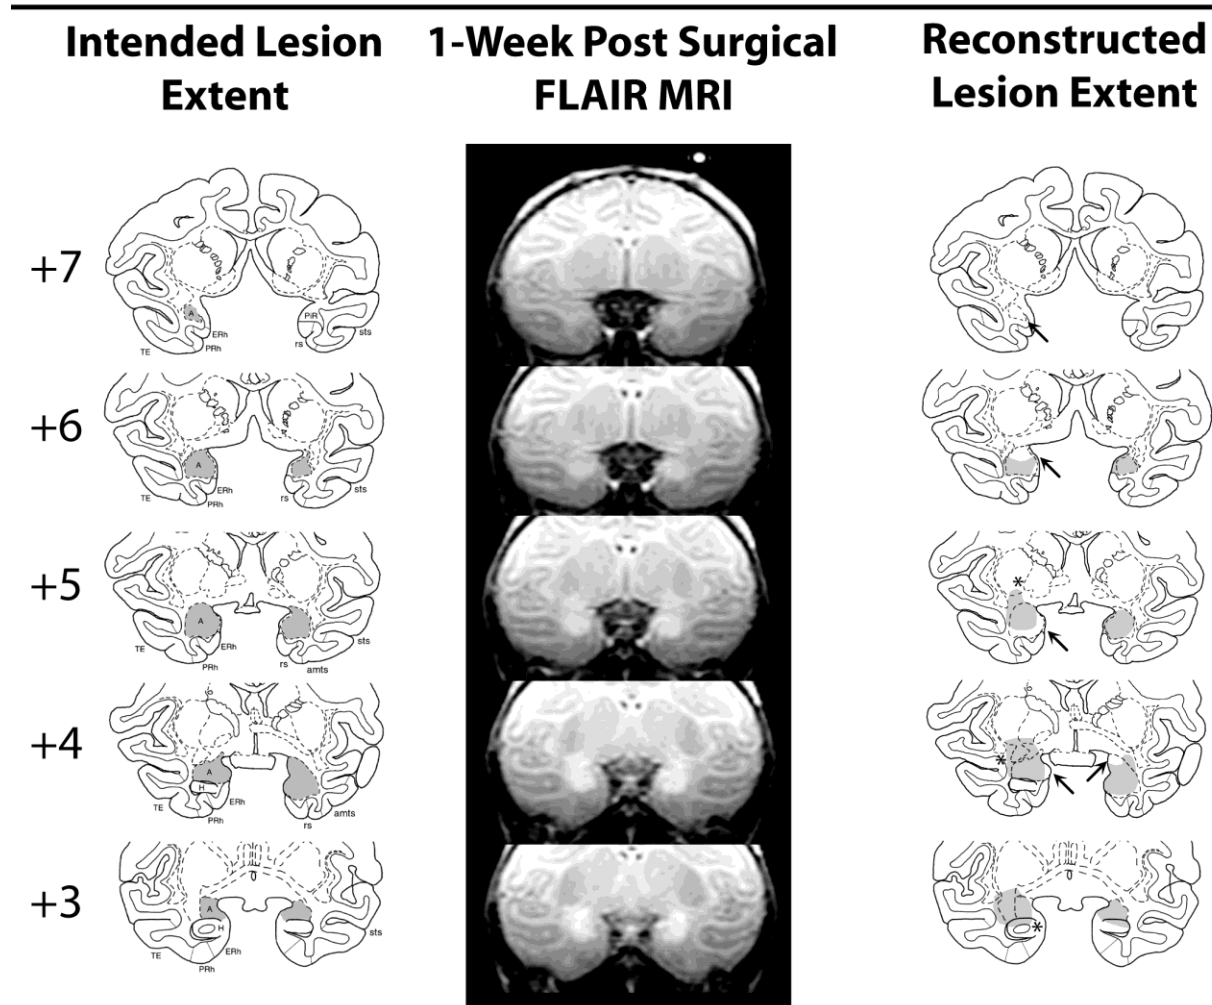 Intended Lesion
Extent
1-Week Post Surgical
FLAIR MRI
Reconstructed
Lesion Extent
+7
A
PiR
ERh
PRh
TE
rs
sts
+6
A
ERh
PRh
TE
rs
sts
*
+5
A
ERh
PRh
TE
rs
amts
sts
+4
A
H
ERh
PRh
TE
rs
amts
*
+3
A
H
ERh
PRh
TE
sts
*